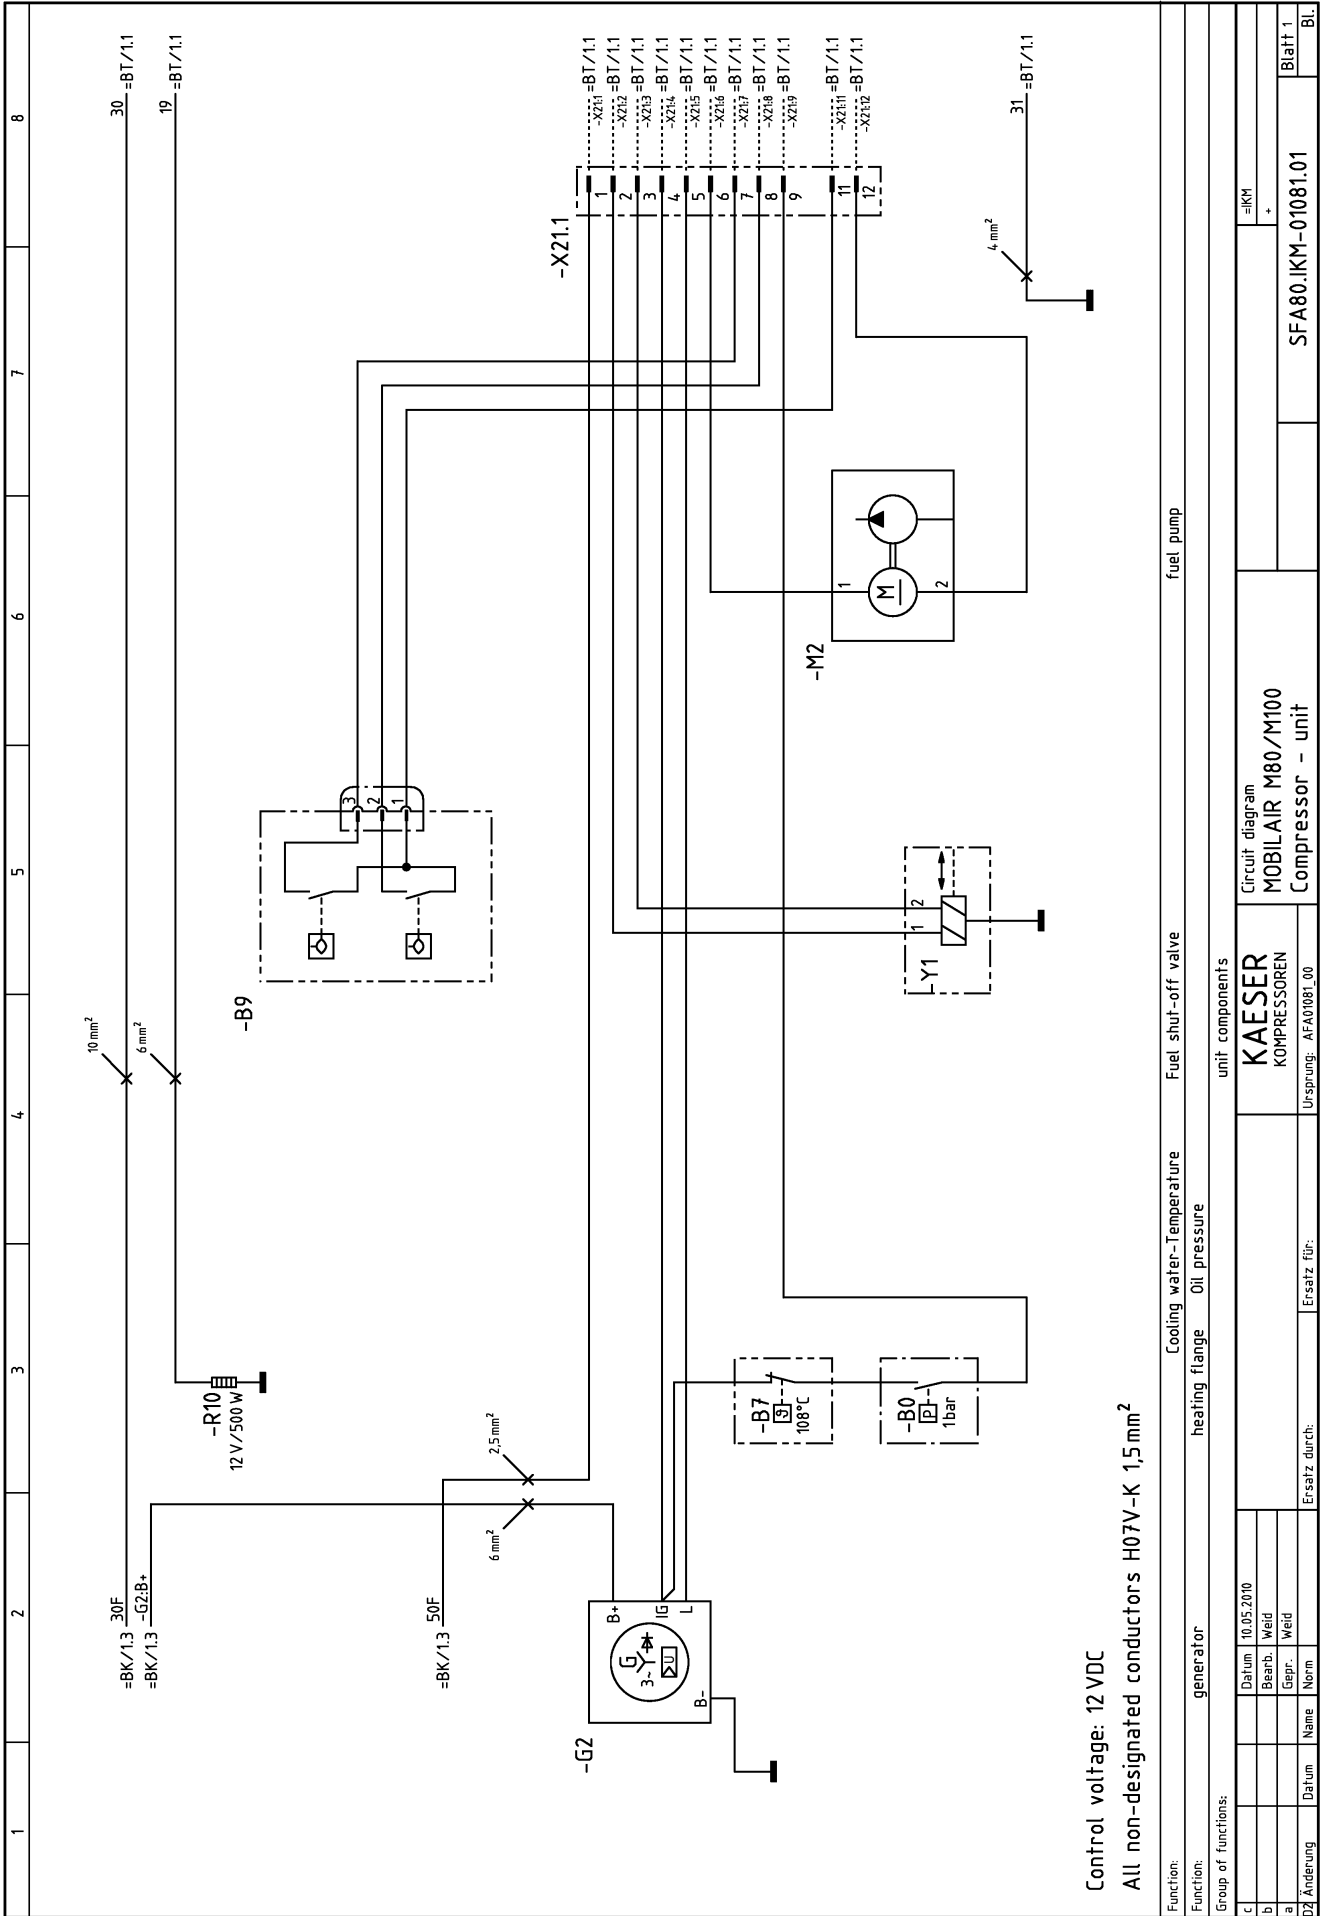 1 2 3 4 5 6 7 8
=BK/1.3 30F
10 mm²
30 =BT/1.1
=BK/1.3 -G2:B+
6 mm²
19 =BT/1.1
-R10
12 V/500 W
-B9
3
2
1
=BK/1.3 50F
2,5 mm²
6 mm²
-X21.1
1 -X21:1 =BT/1.1
2 -X21:2 =BT/1.1
3 -X21:3 =BT/1.1
4 -X21:4 =BT/1.1
5 -X21:5 =BT/1.1
6 -X21:6 =BT/1.1
7 -X21:7 =BT/1.1
8 -X21:8 =BT/1.1
9 -X21:9 =BT/1.1
11 -X21:11 =BT/1.1
12 -X21:12 =BT/1.1
-G2
B+
IG
L
B-
G
3~
U
-B7
ϑ
108°C
-B0
P
1 bar
-Y1
1
2
-M2
1
M
2
4 mm²
31 =BT/1.1
Control voltage: 12 VDC
All non-designated conductors H07V-K 1,5 mm²
Function: Cooling water-Temperature Fuel shut-off valve fuel pump
Function: generator heating flange Oil pressure
Group of functions: unit components
c
b
a
D2 Änderung Datum Name
Datum 10.05.2010
Bearb. Weid
Gepr. Weid
Norm
Ersatz durch: Ersatz für:
KAESER
KOMPRESSOREN
Ursprung: AFA01081_00
Circuit diagram
MOBILAIR M80/M100
Compressor - unit
=IKM
+
SFA80.IKM-01081.01
Blatt 1
Bl.